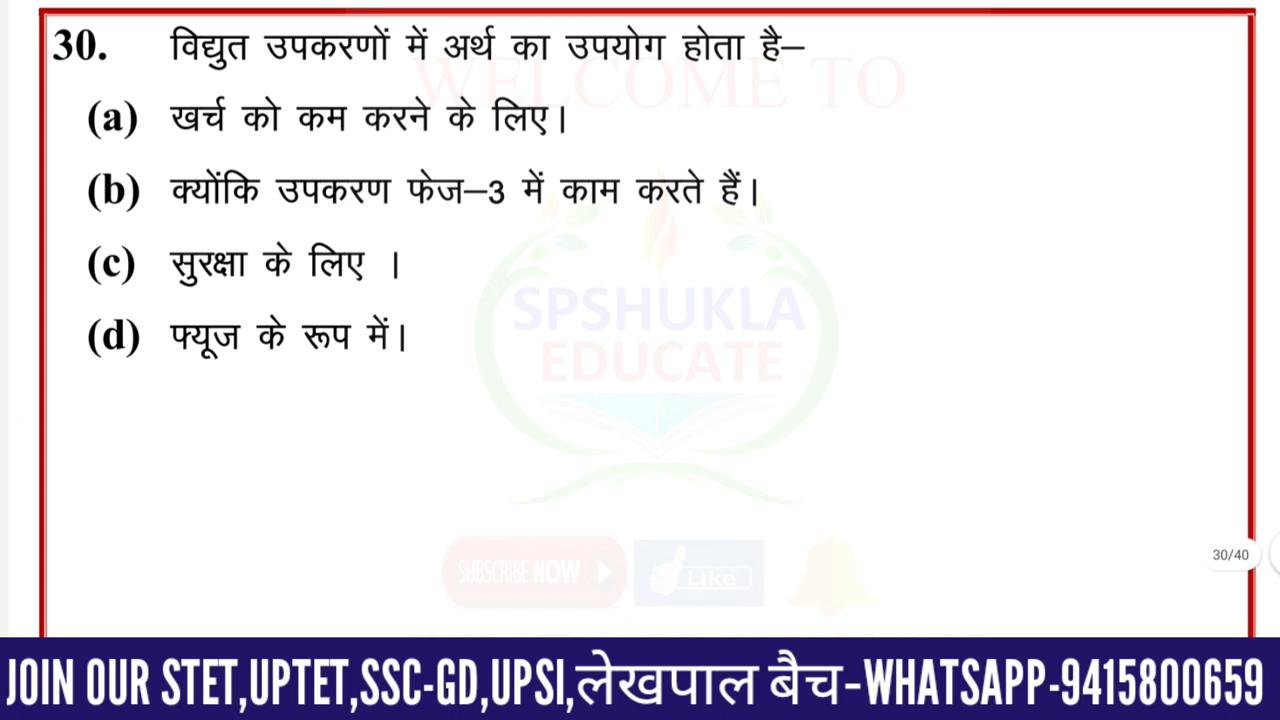 30. विद्युत उपकरणों में अर्थ का उपयोग होता है–
WELCOME TO
(a) खर्च को कम करने के लिए।
(b) क्योंकि उपकरण फेज–3 में काम करते हैं।
(c) सुरक्षा के लिए ।
SPSHUKLA
(d) फ्यूज के रूप में।
EDUCATE
30/40
SUBSCRIBE NOW
Like
JOIN OUR STET,UPTET,SSC-GD,UPSI,लेखपाल बैच-WHATSAPP-9415800659